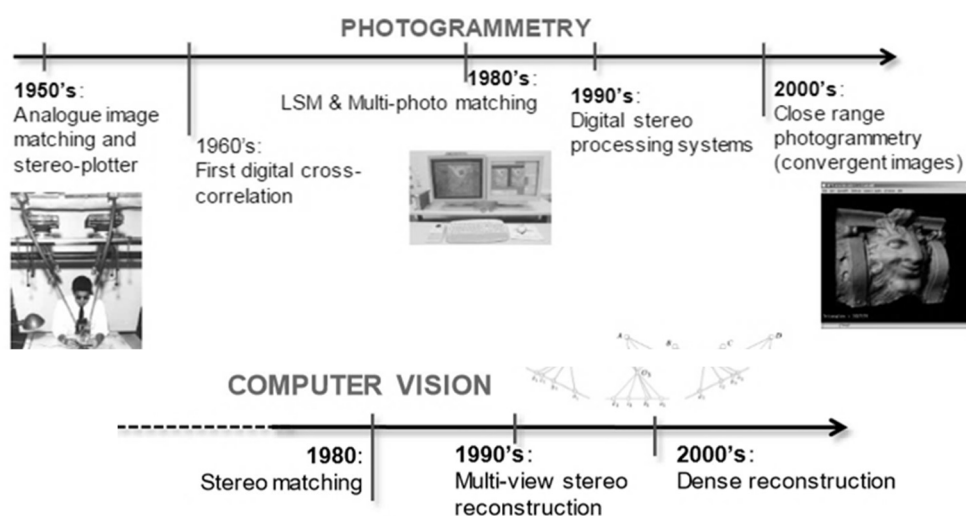 PHOTOGRAMMETRY
1950's:
Analogue image
matching and
stereo-plotter
1960's:
First digital cross-
correlation
1980's:
LSM & Multi-photo matching
1990's:
Digital stereo
processing systems
2000's:
Close range
photogrammetry
(convergent images)
A B C D
O₁
COMPUTER VISION
1980:
Stereo matching
1990's:
Multi-view stereo
reconstruction
2000's:
Dense reconstruction